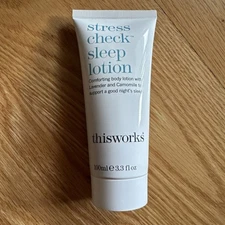 stress
check™
sleep
lotion
Comforting body lotion with
Lavender and Camomile to
support a good night's sleep
thisworks®
100ml e 3.3 fl oz